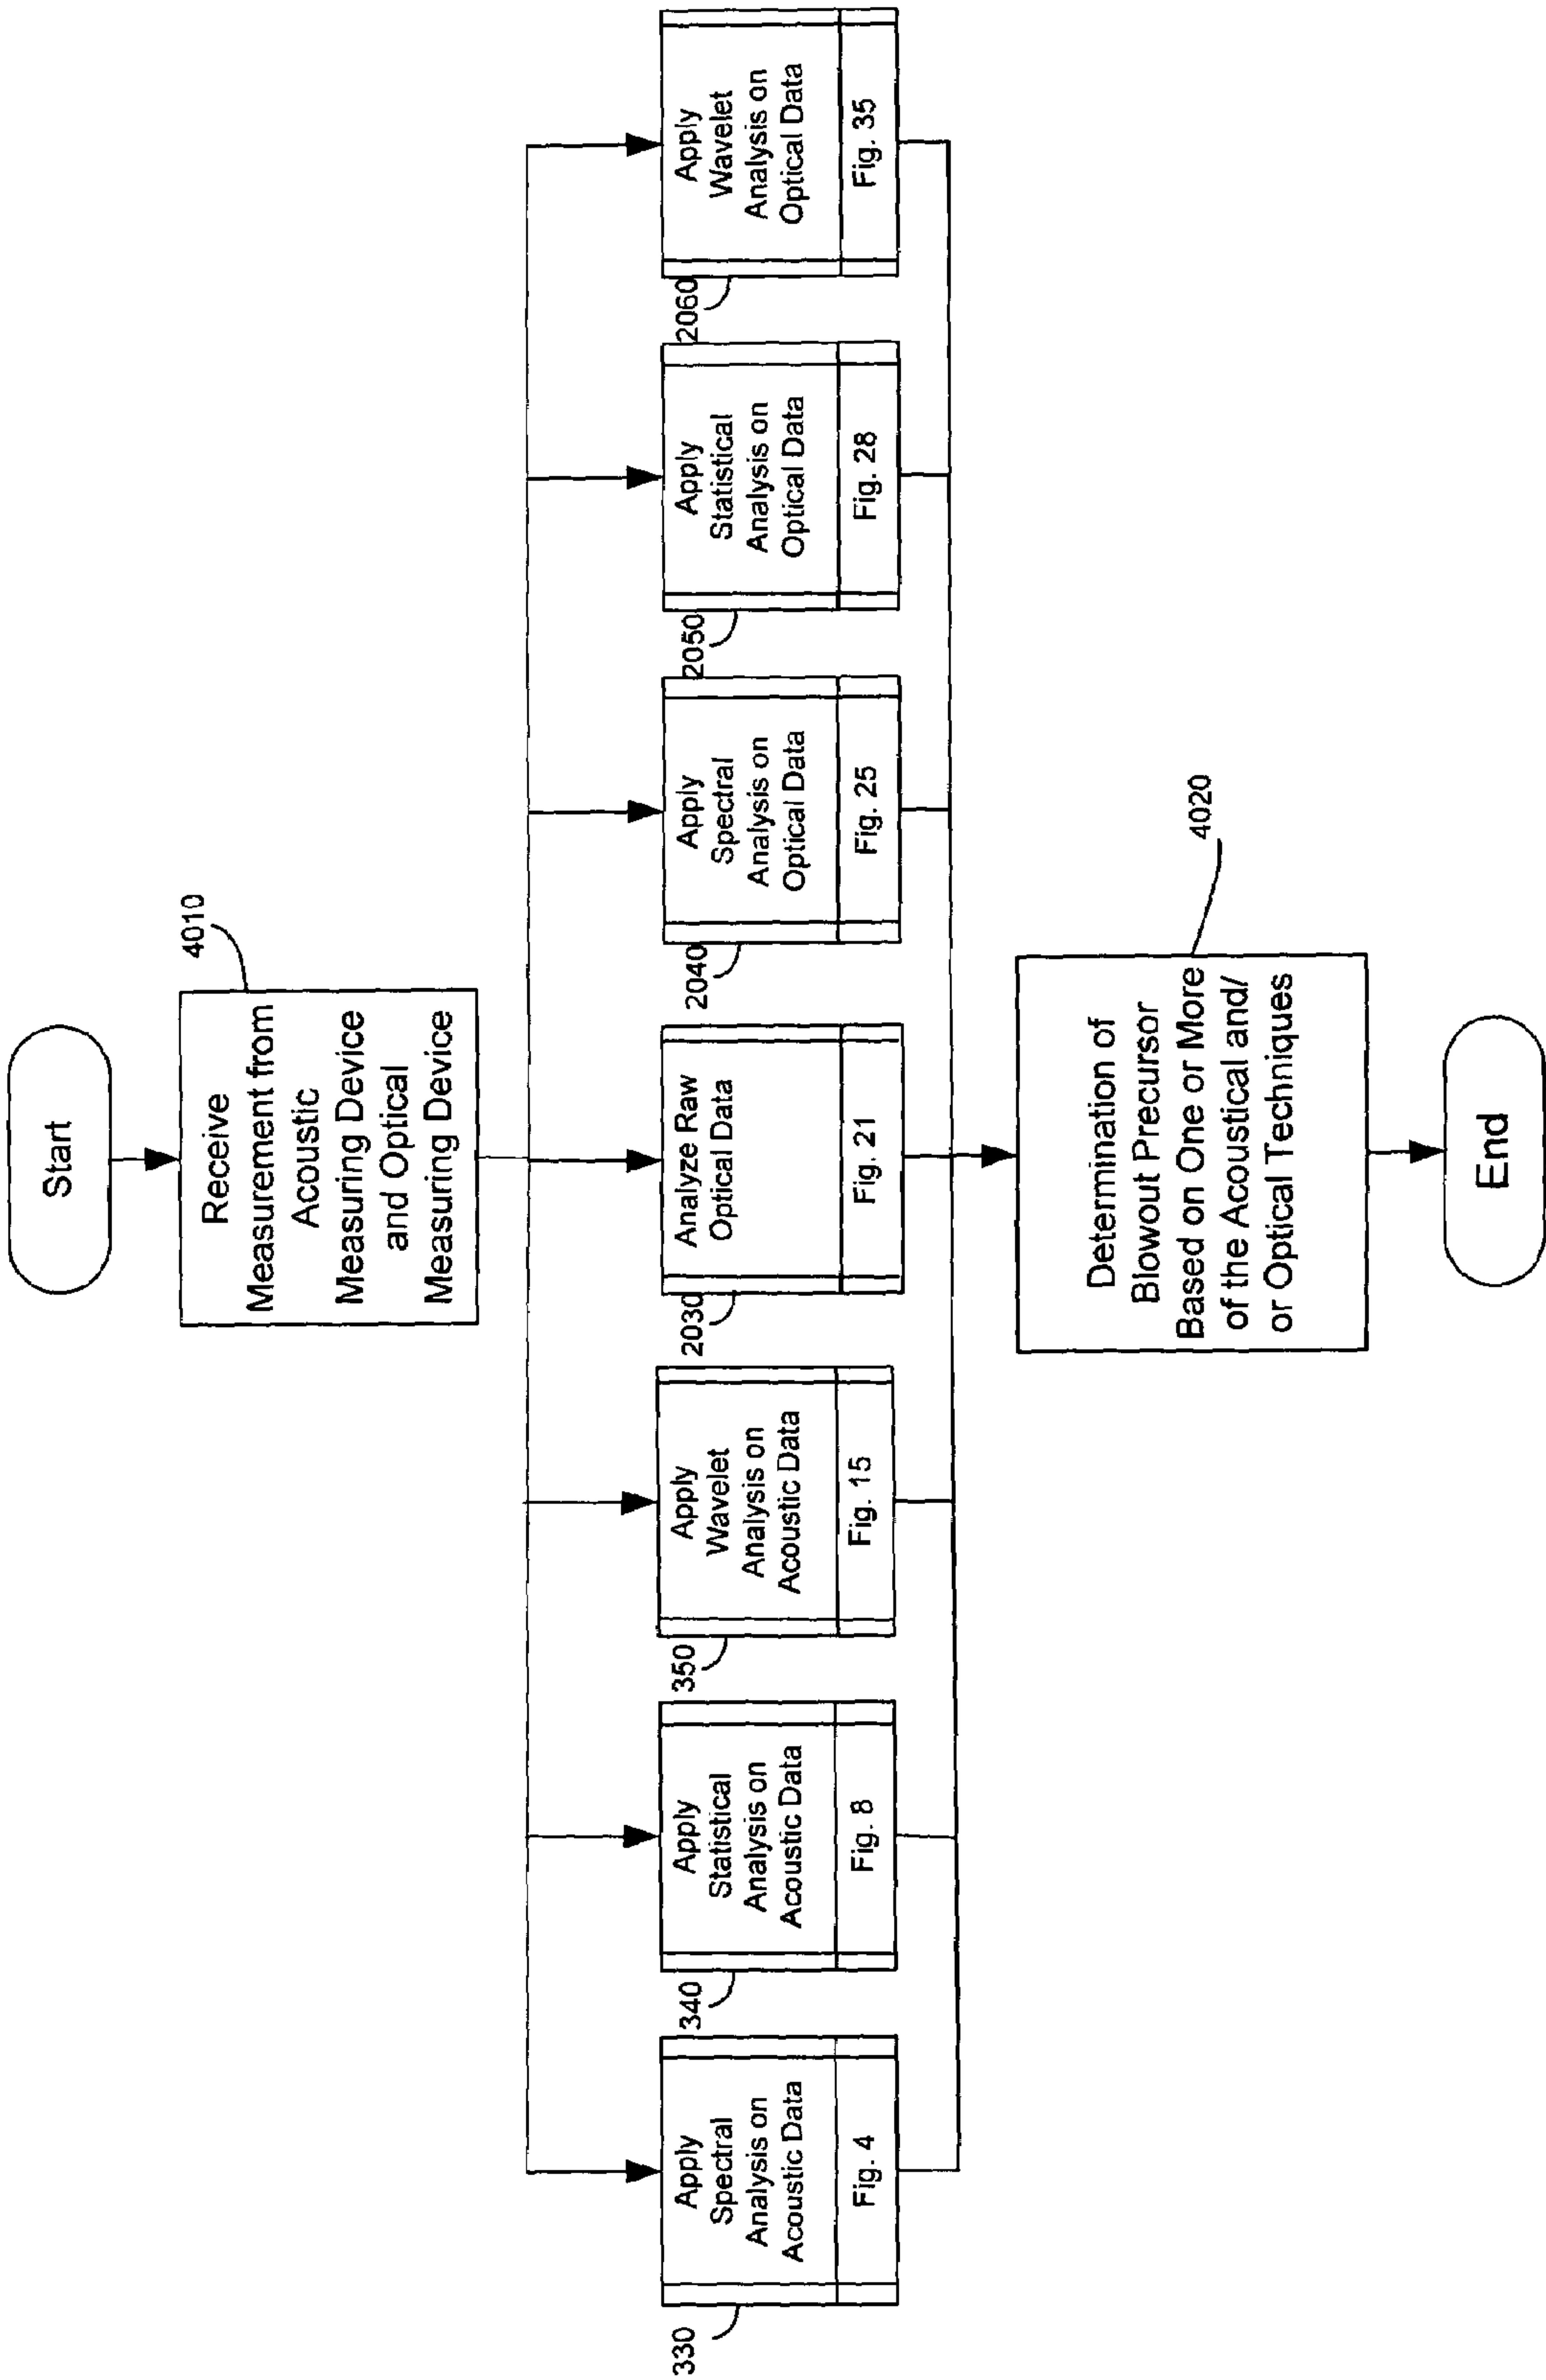 Start
4010
Receive
Measurement from
Acoustic
Measuring Device
and Optical
Measuring Device
330
Apply
Spectral
Analysis on
Acoustic Data
Fig. 4
340
Apply
Statistical
Analysis on
Acoustic Data
Fig. 8
350
Apply
Wavelet
Analysis on
Acoustic Data
Fig. 15
2030
Analyze Raw
Optical Data
Fig. 21
2040
Apply
Spectral
Analysis on
Optical Data
Fig. 25
2050
Apply
Statistical
Analysis on
Optical Data
Fig. 28
2060
Apply
Wavelet
Analysis on
Optical Data
Fig. 35
4020
Determination of
Blowout Precursor
Based on One or More
of the Acoustical and/
or Optical Techniques
End